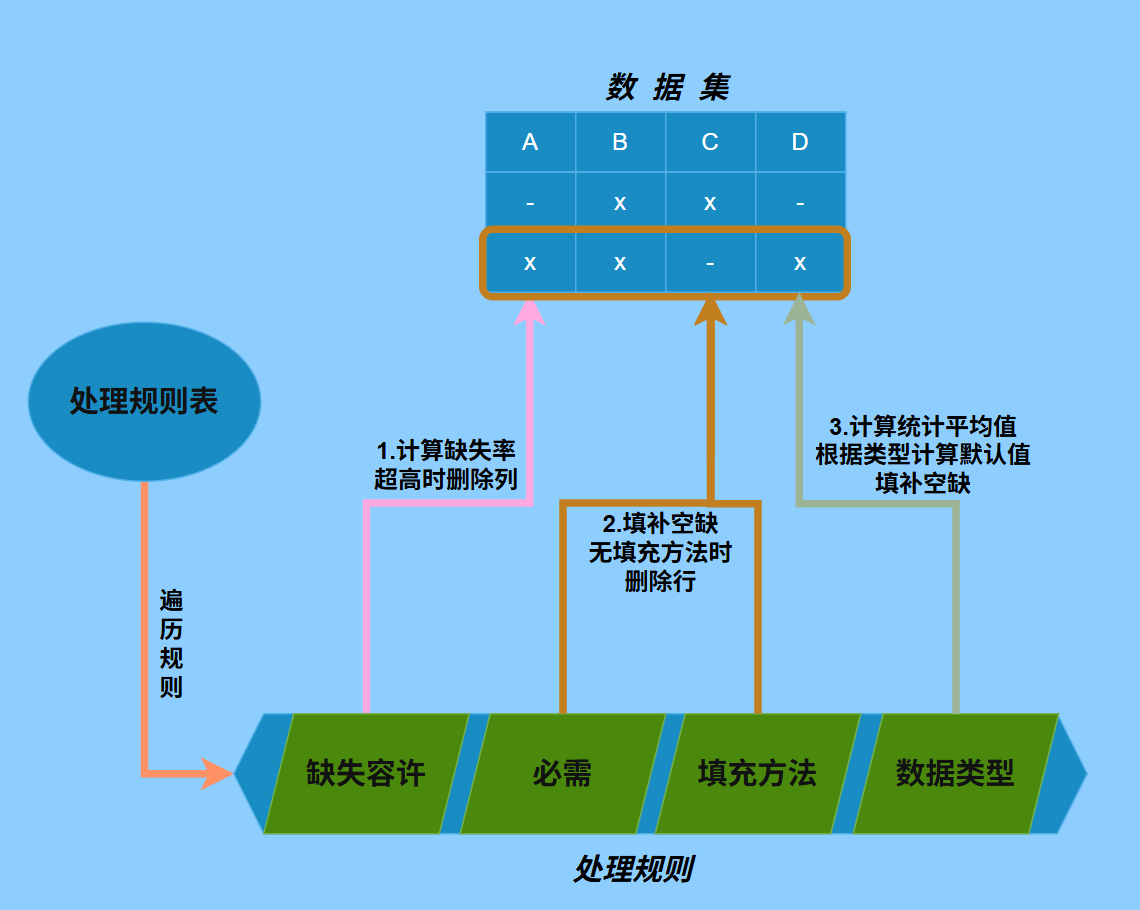 数 据 集
A B C D
- x x -
x x - x
处理规则表
1.计算缺失率
超高时删除列
3.计算统计平均值
根据类型计算默认值
填补空缺
2.填补空缺
无填充方法时
删除行
遍
历
规
则
缺失容许 必需 填充方法 数据类型
处理规则